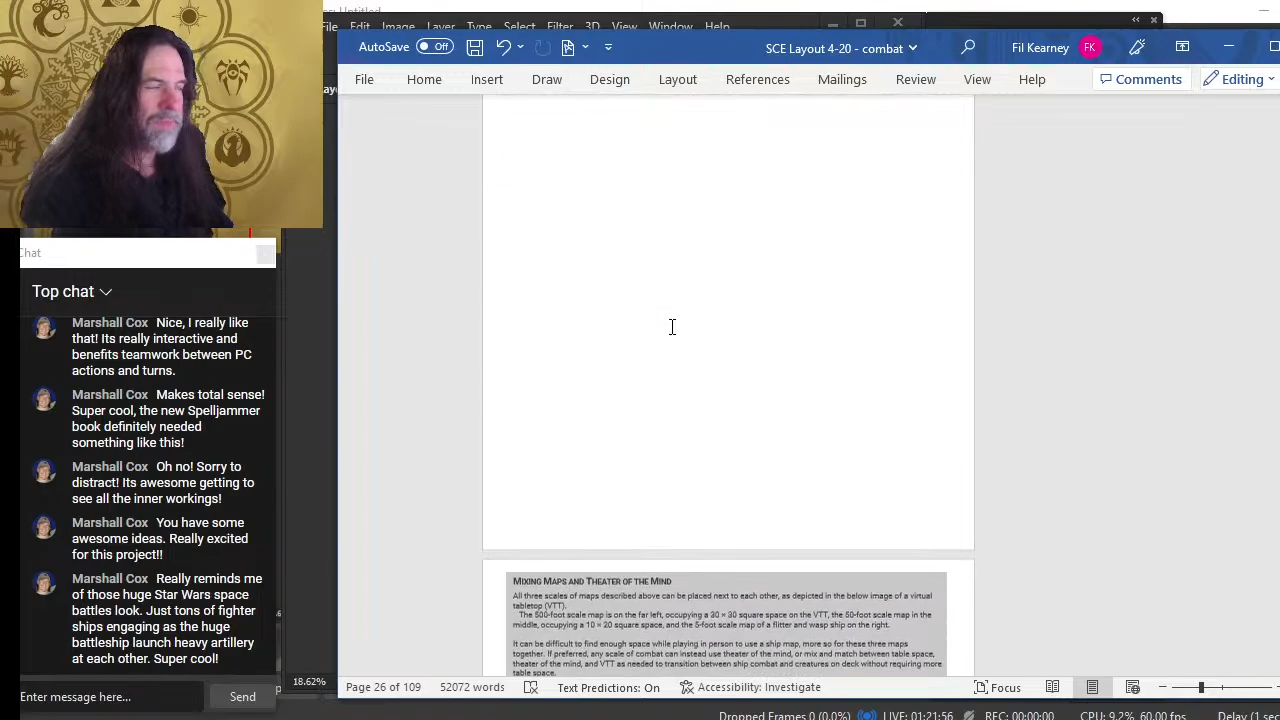 : Untitled
File Edit Image Layer Type Select Filter 3D View Window Help
AutoSave Off
SCE Layout 4-20 - combat
Fil Kearney FK
File Home Insert Draw Design Layout References Mailings Review View Help Comments Editing
Chat
Top chat
Marshall Cox Nice, I really like
that! Its really interactive and
benefits teamwork between PC
actions and turns.
Marshall Cox Makes total sense!
Super cool, the new Spelljammer
book definitely needed
something like this!
Marshall Cox Oh no! Sorry to
distract! Its awesome getting to
see all the inner workings!
Marshall Cox You have some
awesome ideas. Really excited
for this project!!
Marshall Cox Really reminds me
of those huge Star Wars space
battles look. Just tons of fighter
ships engaging as the huge
battleship launch heavy artillery
at each other. Super cool!
Enter message here... Send
MIXING MAPS AND THEATER OF THE MIND
All three scales of maps described above can be placed next to each other, as depicted in the below image of a virtual
tabletop (VTT).
The 500-foot scale map is on the far left, occupying a 30 × 30 square space on the VTT, the 50-foot scale map in the
middle, occupying a 10 × 20 square space, and the 5-foot scale map of a flitter and wasp ship on the right.
It can be difficult to find enough space while playing in person to use a ship map, more so for these three maps
together. If preferred, any scale of combat can instead use theater of the mind, or mix and match between table space,
theater of the mind, and VTT as needed to transition between ship combat and creatures on deck without requiring more
table space.
18.62%
Page 26 of 109 52072 words Text Predictions: On Accessibility: Investigate Focus
Dropped Frames 0 (0.0%) LIVE: 01:21:56 REC: 00:00:00 CPU: 9.2%, 60.00 fps Delay (1 sec